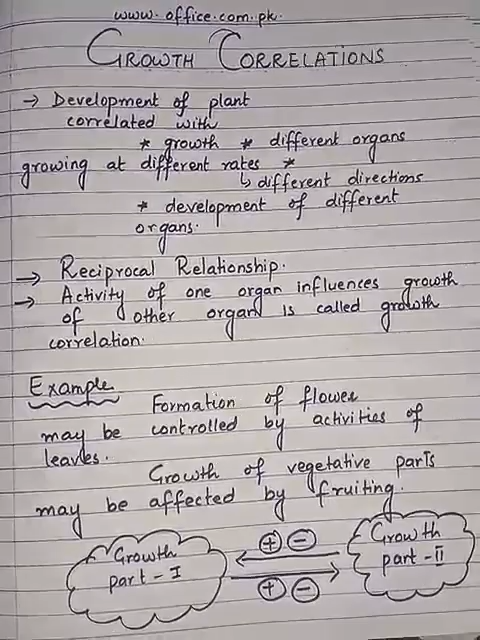 www.office.com.pk.
GROWTH CORRELATIONS
→ Development of plant
correlated with
* growth * different organs
growing at different rates *
↳ different directions
* development of different
organs.
→ Reciprocal Relationship.
→ Activity of one organ influences growth
of other organ is called growth
correlation.
Example
Formation of flower
may be controlled by activities of
leaves.
Growth of vegetative parts
may be affected by fruiting.
Growth
part - I
⊕ ⊖
⊕ ⊖
Growth
part - II